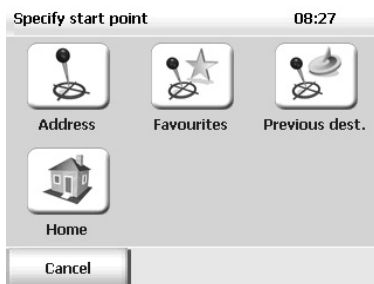 Specify start point 08:27
Address Favourites Previous dest.
Home
Cancel